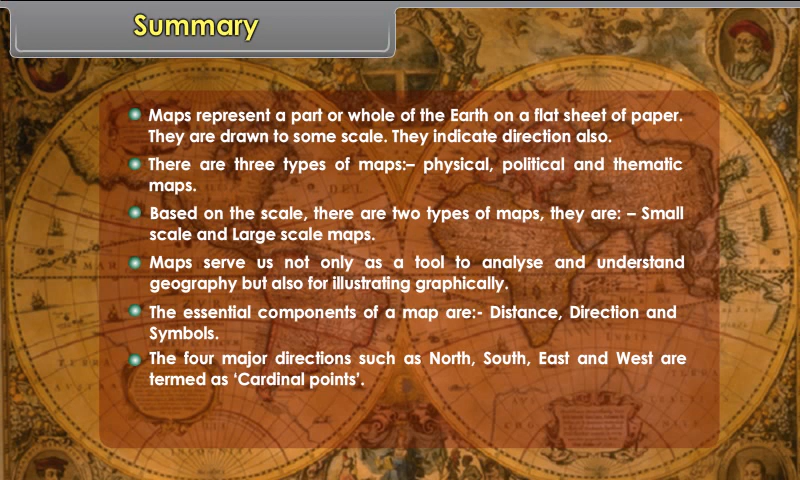 Summary
Maps represent a part or whole of the Earth on a flat sheet of paper.
They are drawn to some scale. They indicate direction also.
There are three types of maps:– physical, political and thematic
maps.
Based on the scale, there are two types of maps, they are: – Small
scale and Large scale maps.
Maps serve us not only as a tool to analyse and understand
geography but also for illustrating graphically.
The essential components of a map are:- Distance, Direction and
Symbols.
The four major directions such as North, South, East and West are
termed as ‘Cardinal points’.